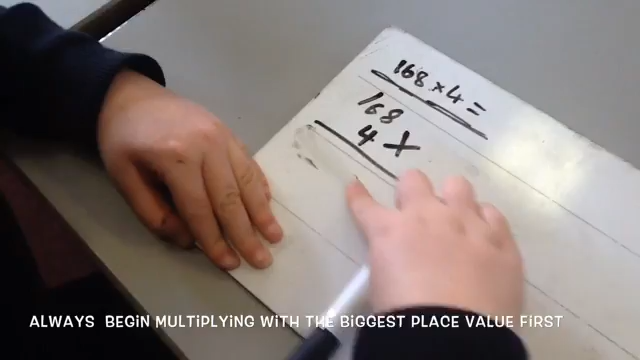 168 × 4 =
168
4 ×
ALWAYS BEGiN MULTiPLYiNG WiTH THE BiGGEST PLACE VALUE FiRST